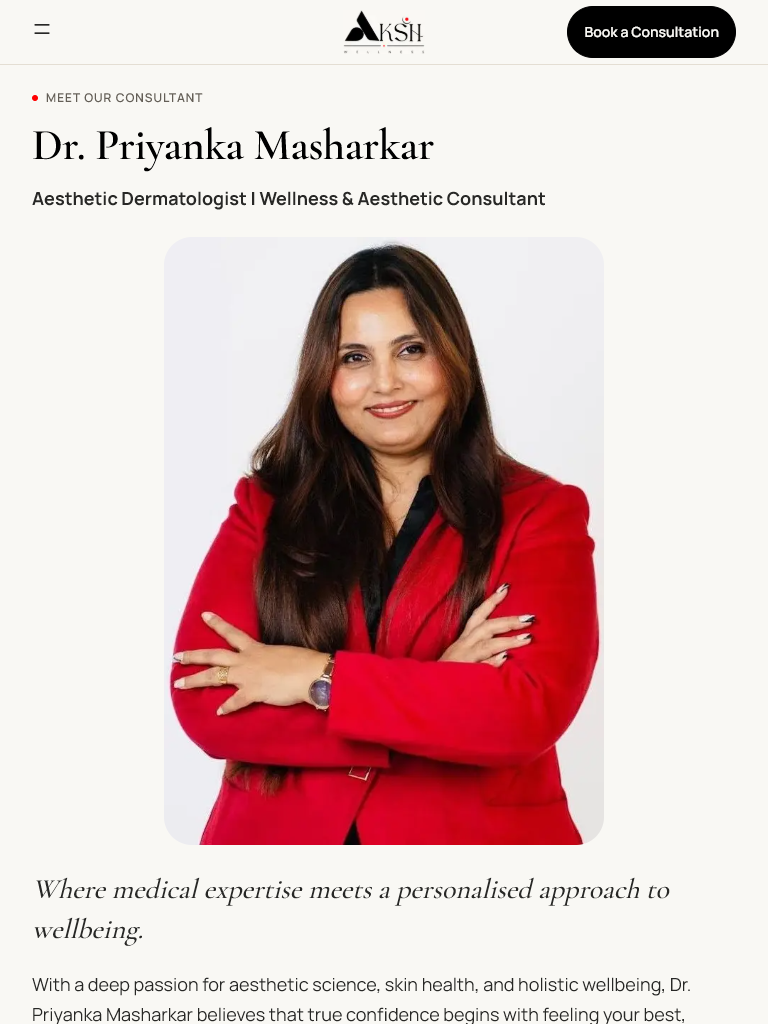 AKSH
WELLNESS
Book a Consultation
MEET OUR CONSULTANT
Dr. Priyanka Masharkar
Aesthetic Dermatologist | Wellness & Aesthetic Consultant
Where medical expertise meets a personalised approach to
wellbeing.
With a deep passion for aesthetic science, skin health, and holistic wellbeing, Dr.
Priyanka Masharkar believes that true confidence begins with feeling your best,